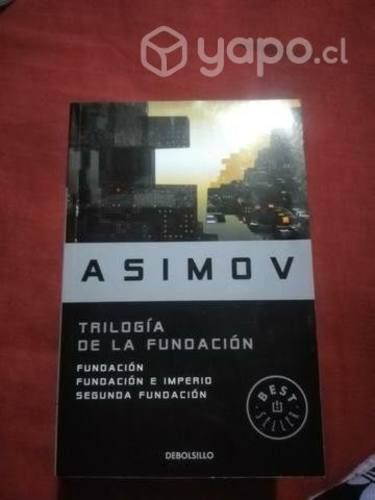 yapo.cl
ASIMOV
TRILOGÍA
DE LA FUNDACIÓN
FUNDACIÓN
FUNDACIÓN E IMPERIO
SEGUNDA FUNDACIÓN
BEST
SELLER
DEBOLSILLO